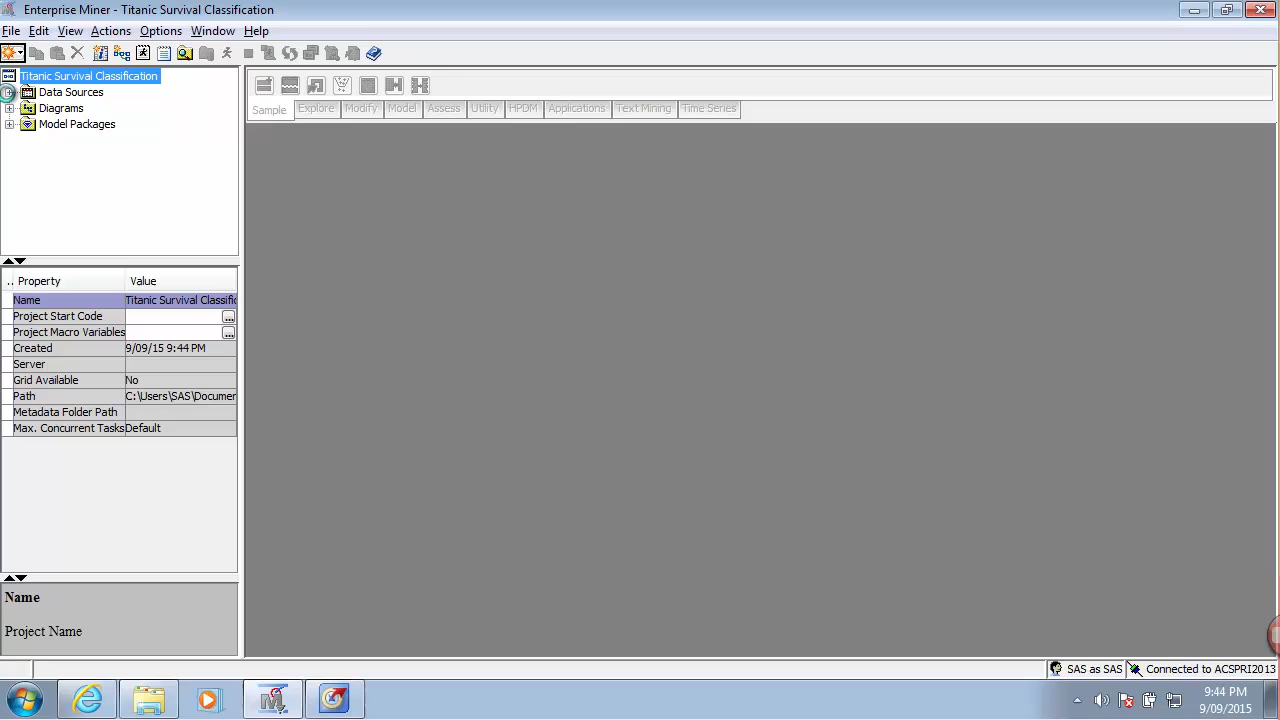 Enterprise Miner - Titanic Survival Classification
File Edit View Actions Options Window Help
Titanic Survival Classification
Data Sources
Diagrams
Model Packages
Sample Explore Modify Model Assess Utility HPDM Applications Text Mining Time Series
.. Property Value
Name Titanic Survival Classific
Project Start Code ...
Project Macro Variables ...
Created 9/09/15 9:44 PM
Server
Grid Available No
Path C:\Users\SAS\Documen
Metadata Folder Path
Max. Concurrent Tasks Default
Name
Project Name
SAS as SAS Connected to ACSPRI2013
9:44 PM
9/09/2015